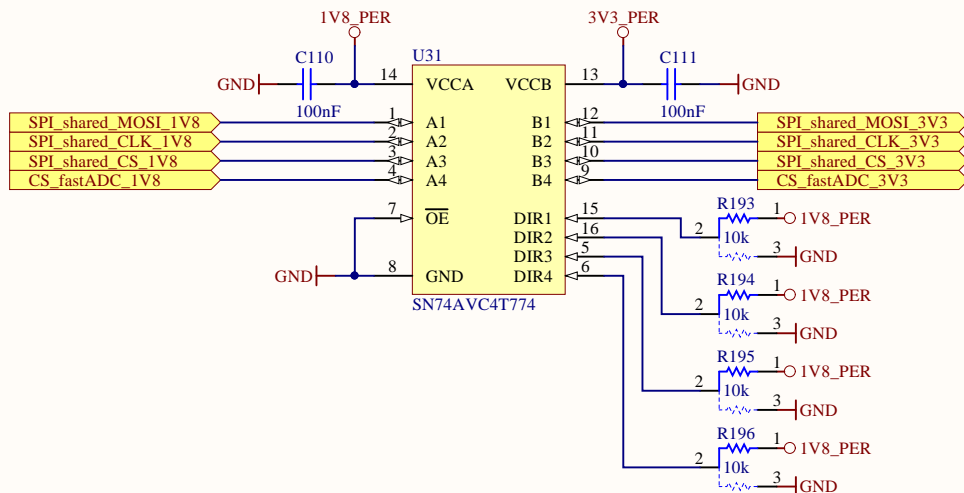 1V8_PER 3V3_PER
C110 U31 C111
GND 14 VCCA VCCB 13 GND
100nF 100nF
SPI_shared_MOSI_1V8 1 A1 B1 12 SPI_shared_MOSI_3V3
SPI_shared_CLK_1V8 2 A2 B2 11 SPI_shared_CLK_3V3
SPI_shared_CS_1V8 3 A3 B3 10 SPI_shared_CS_3V3
CS_fastADC_1V8 4 A4 B4 9 CS_fastADC_3V3
R193
7 OE DIR1 15 1 1V8_PER
DIR2 16 2 10k
DIR3 5 3 GND
GND 8 GND DIR4 6
SN74AVC4T774
R194
1 1V8_PER
2 10k
3 GND
R195
1 1V8_PER
2 10k
3 GND
R196
1 1V8_PER
2 10k
3 GND